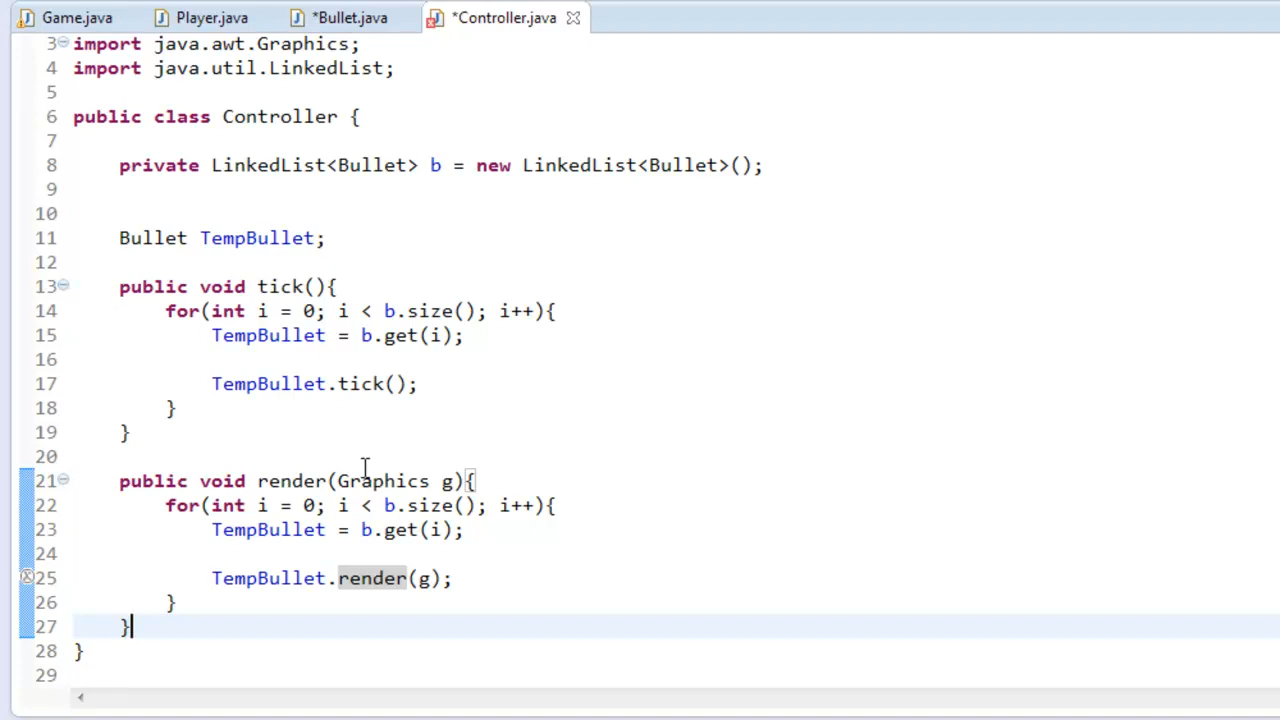 Game.java Player.java *Bullet.java *Controller.java
3 import java.awt.Graphics;
4 import java.util.LinkedList;
5
6 public class Controller {
7
8 private LinkedList<Bullet> b = new LinkedList<Bullet>();
9
10
11 Bullet TempBullet;
12
13 public void tick(){
14 for(int i = 0; i < b.size(); i++){
15 TempBullet = b.get(i);
16
17 TempBullet.tick();
18 }
19 }
20
21 public void render(Graphics g){
22 for(int i = 0; i < b.size(); i++){
23 TempBullet = b.get(i);
24
25 TempBullet.render(g);
26 }
27 }
28 }
29